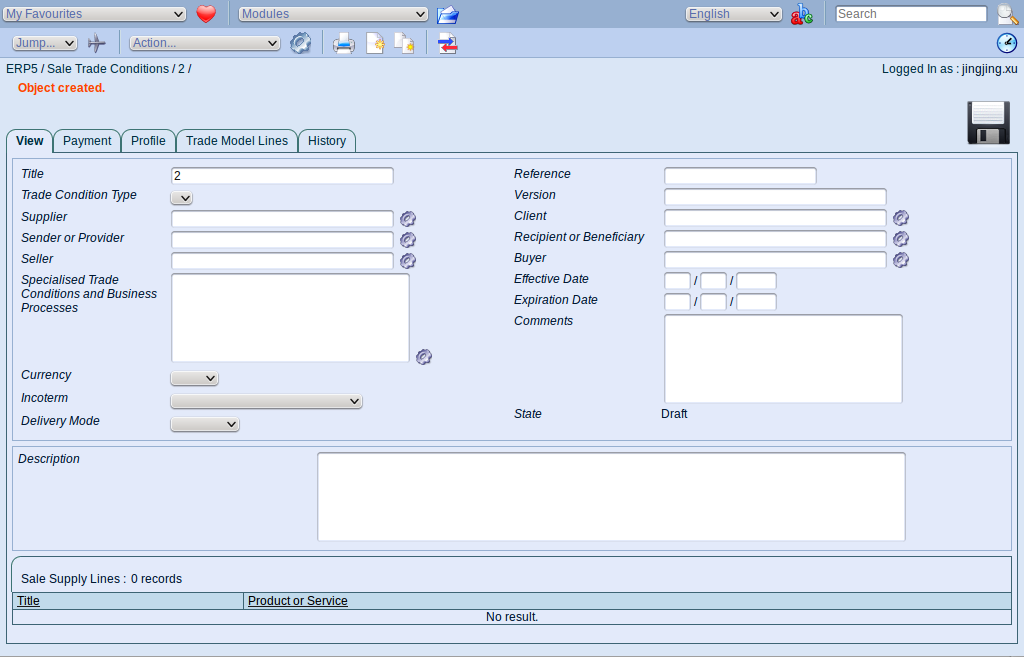 My Favourites Modules English Search
Jump... Action...
ERP5 / Sale Trade Conditions / 2 / Logged In as : jingjing.xu
Object created.
View Payment Profile Trade Model Lines History
Title 2 Reference
Trade Condition Type Version
Supplier Client
Sender or Provider Recipient or Beneficiary
Seller Buyer
Specialised Trade Effective Date / /
Conditions and Business
Processes Expiration Date / /
Comments
Currency
Incoterm
State Draft
Delivery Mode
Description
Sale Supply Lines : 0 records
Title Product or Service
No result.